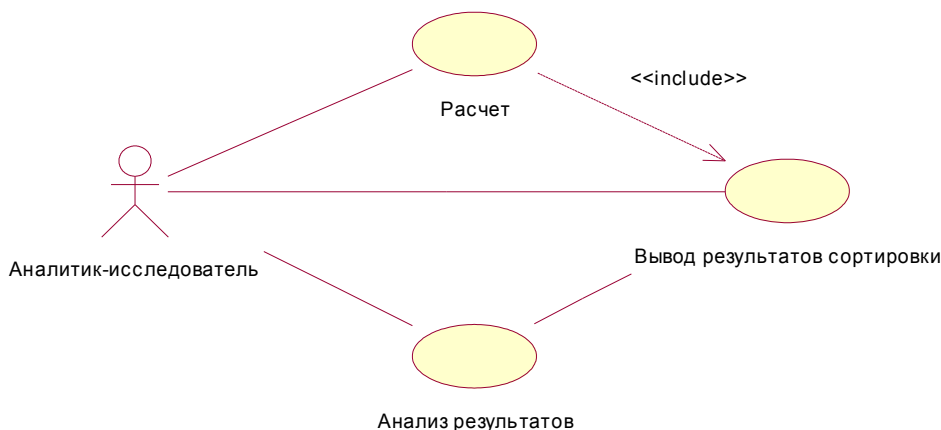 <<include>>
Расчет
Аналитик-исследователь
Вывод результатов сортировки
Анализ результатов